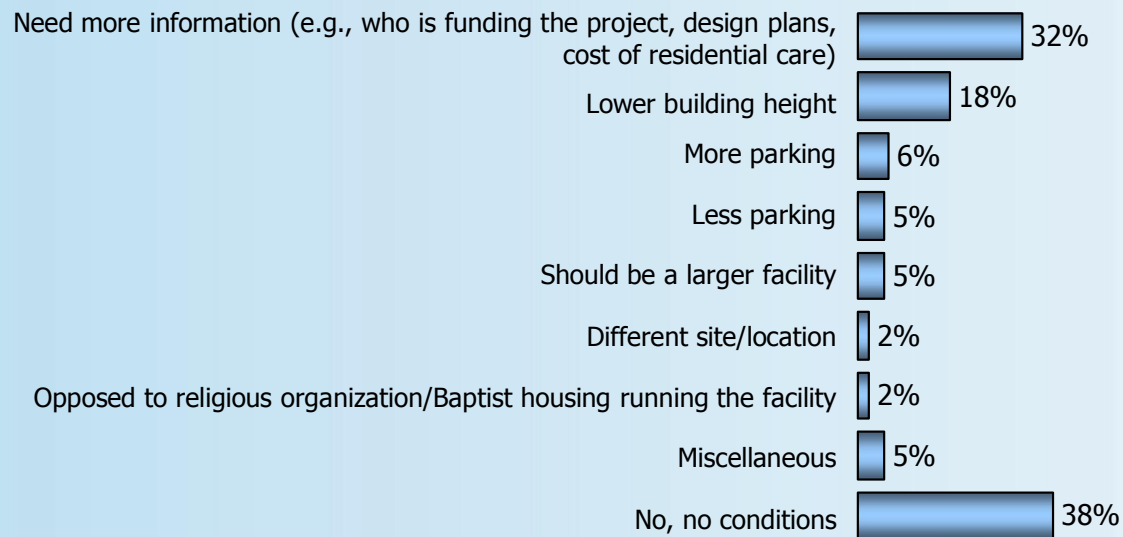 Need more information (e.g., who is funding the project, design plans,
cost of residential care) 32%
Lower building height 18%
More parking 6%
Less parking 5%
Should be a larger facility 5%
Different site/location 2%
Opposed to religious organization/Baptist housing running the facility 2%
Miscellaneous 5%
No, no conditions 38%